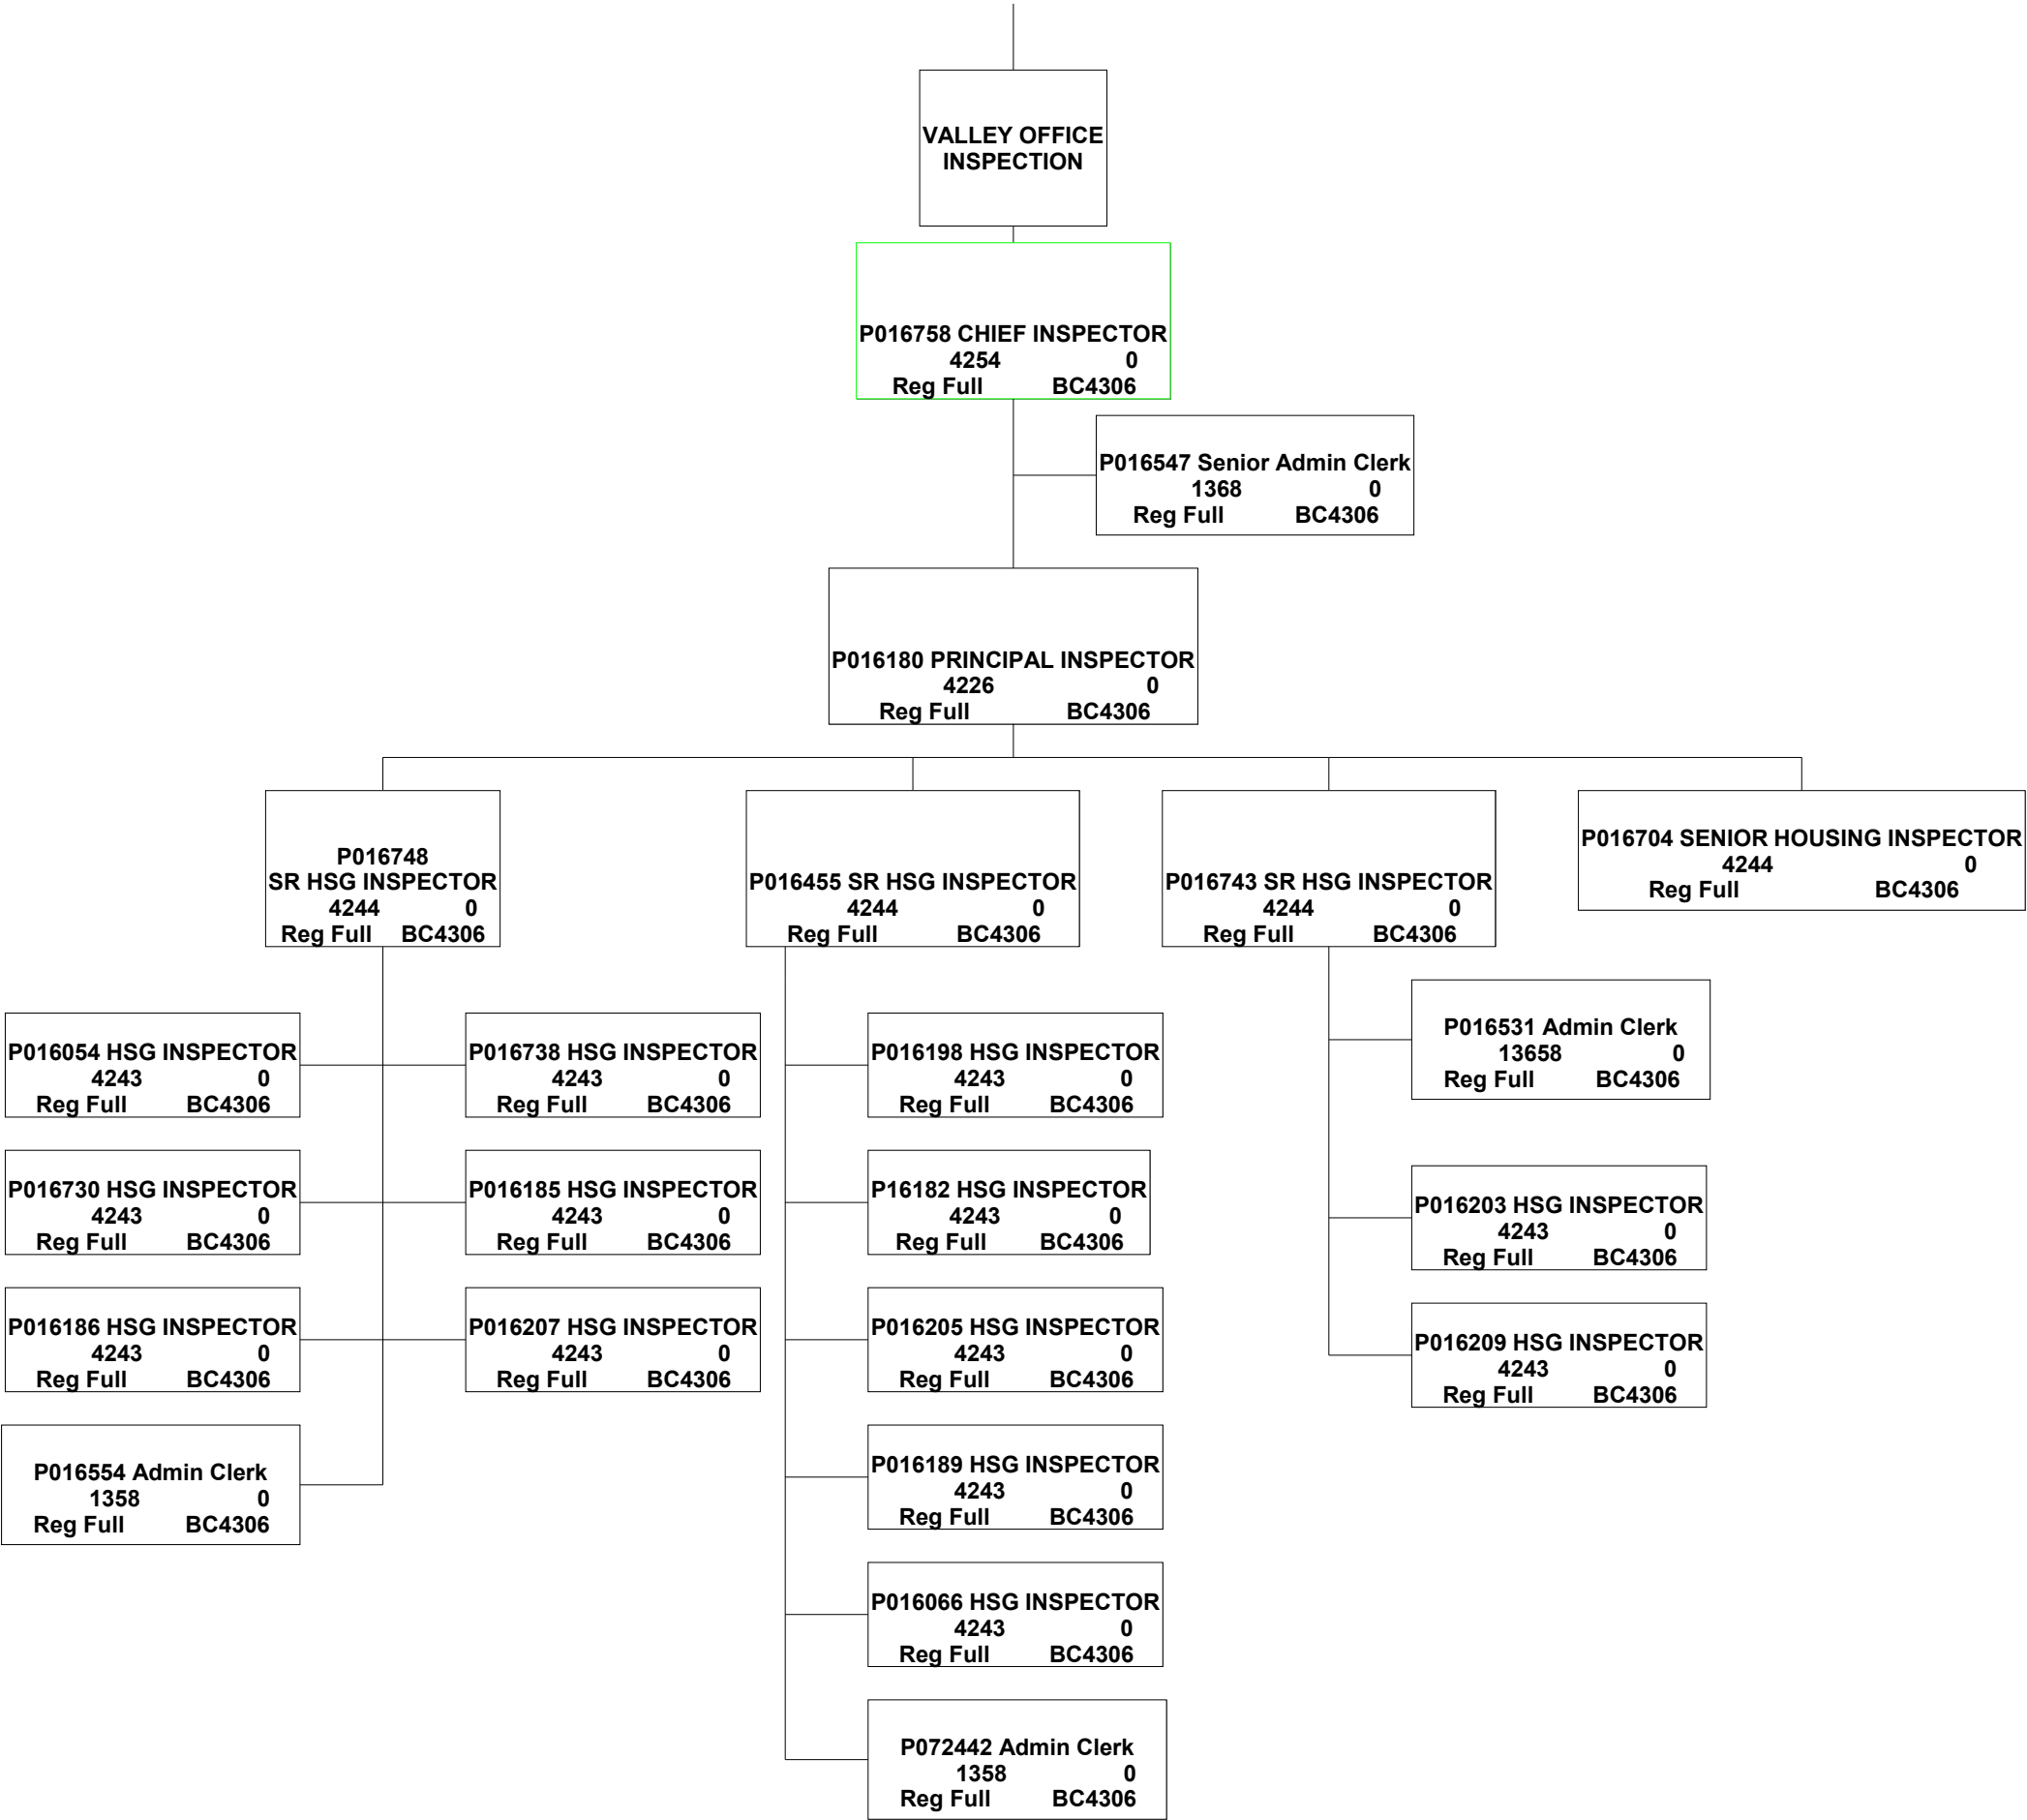 VALLEY OFFICE
INSPECTION
P016758 CHIEF INSPECTOR
4254 0
Reg Full BC4306
P016547 Senior Admin Clerk
1368 0
Reg Full BC4306
P016180 PRINCIPAL INSPECTOR
4226 0
Reg Full BC4306
P016748
SR HSG INSPECTOR
4244 0
Reg Full BC4306
P016455 SR HSG INSPECTOR
4244 0
Reg Full BC4306
P016743 SR HSG INSPECTOR
4244 0
Reg Full BC4306
P016704 SENIOR HOUSING INSPECTOR
4244 0
Reg Full BC4306
P016054 HSG INSPECTOR
4243 0
Reg Full BC4306
P016738 HSG INSPECTOR
4243 0
Reg Full BC4306
P016730 HSG INSPECTOR
4243 0
Reg Full BC4306
P016185 HSG INSPECTOR
4243 0
Reg Full BC4306
P016186 HSG INSPECTOR
4243 0
Reg Full BC4306
P016207 HSG INSPECTOR
4243 0
Reg Full BC4306
P016554 Admin Clerk
1358 0
Reg Full BC4306
P016198 HSG INSPECTOR
4243 0
Reg Full BC4306
P16182 HSG INSPECTOR
4243 0
Reg Full BC4306
P016205 HSG INSPECTOR
4243 0
Reg Full BC4306
P016189 HSG INSPECTOR
4243 0
Reg Full BC4306
P016066 HSG INSPECTOR
4243 0
Reg Full BC4306
P072442 Admin Clerk
1358 0
Reg Full BC4306
P016531 Admin Clerk
13658 0
Reg Full BC4306
P016203 HSG INSPECTOR
4243 0
Reg Full BC4306
P016209 HSG INSPECTOR
4243 0
Reg Full BC4306